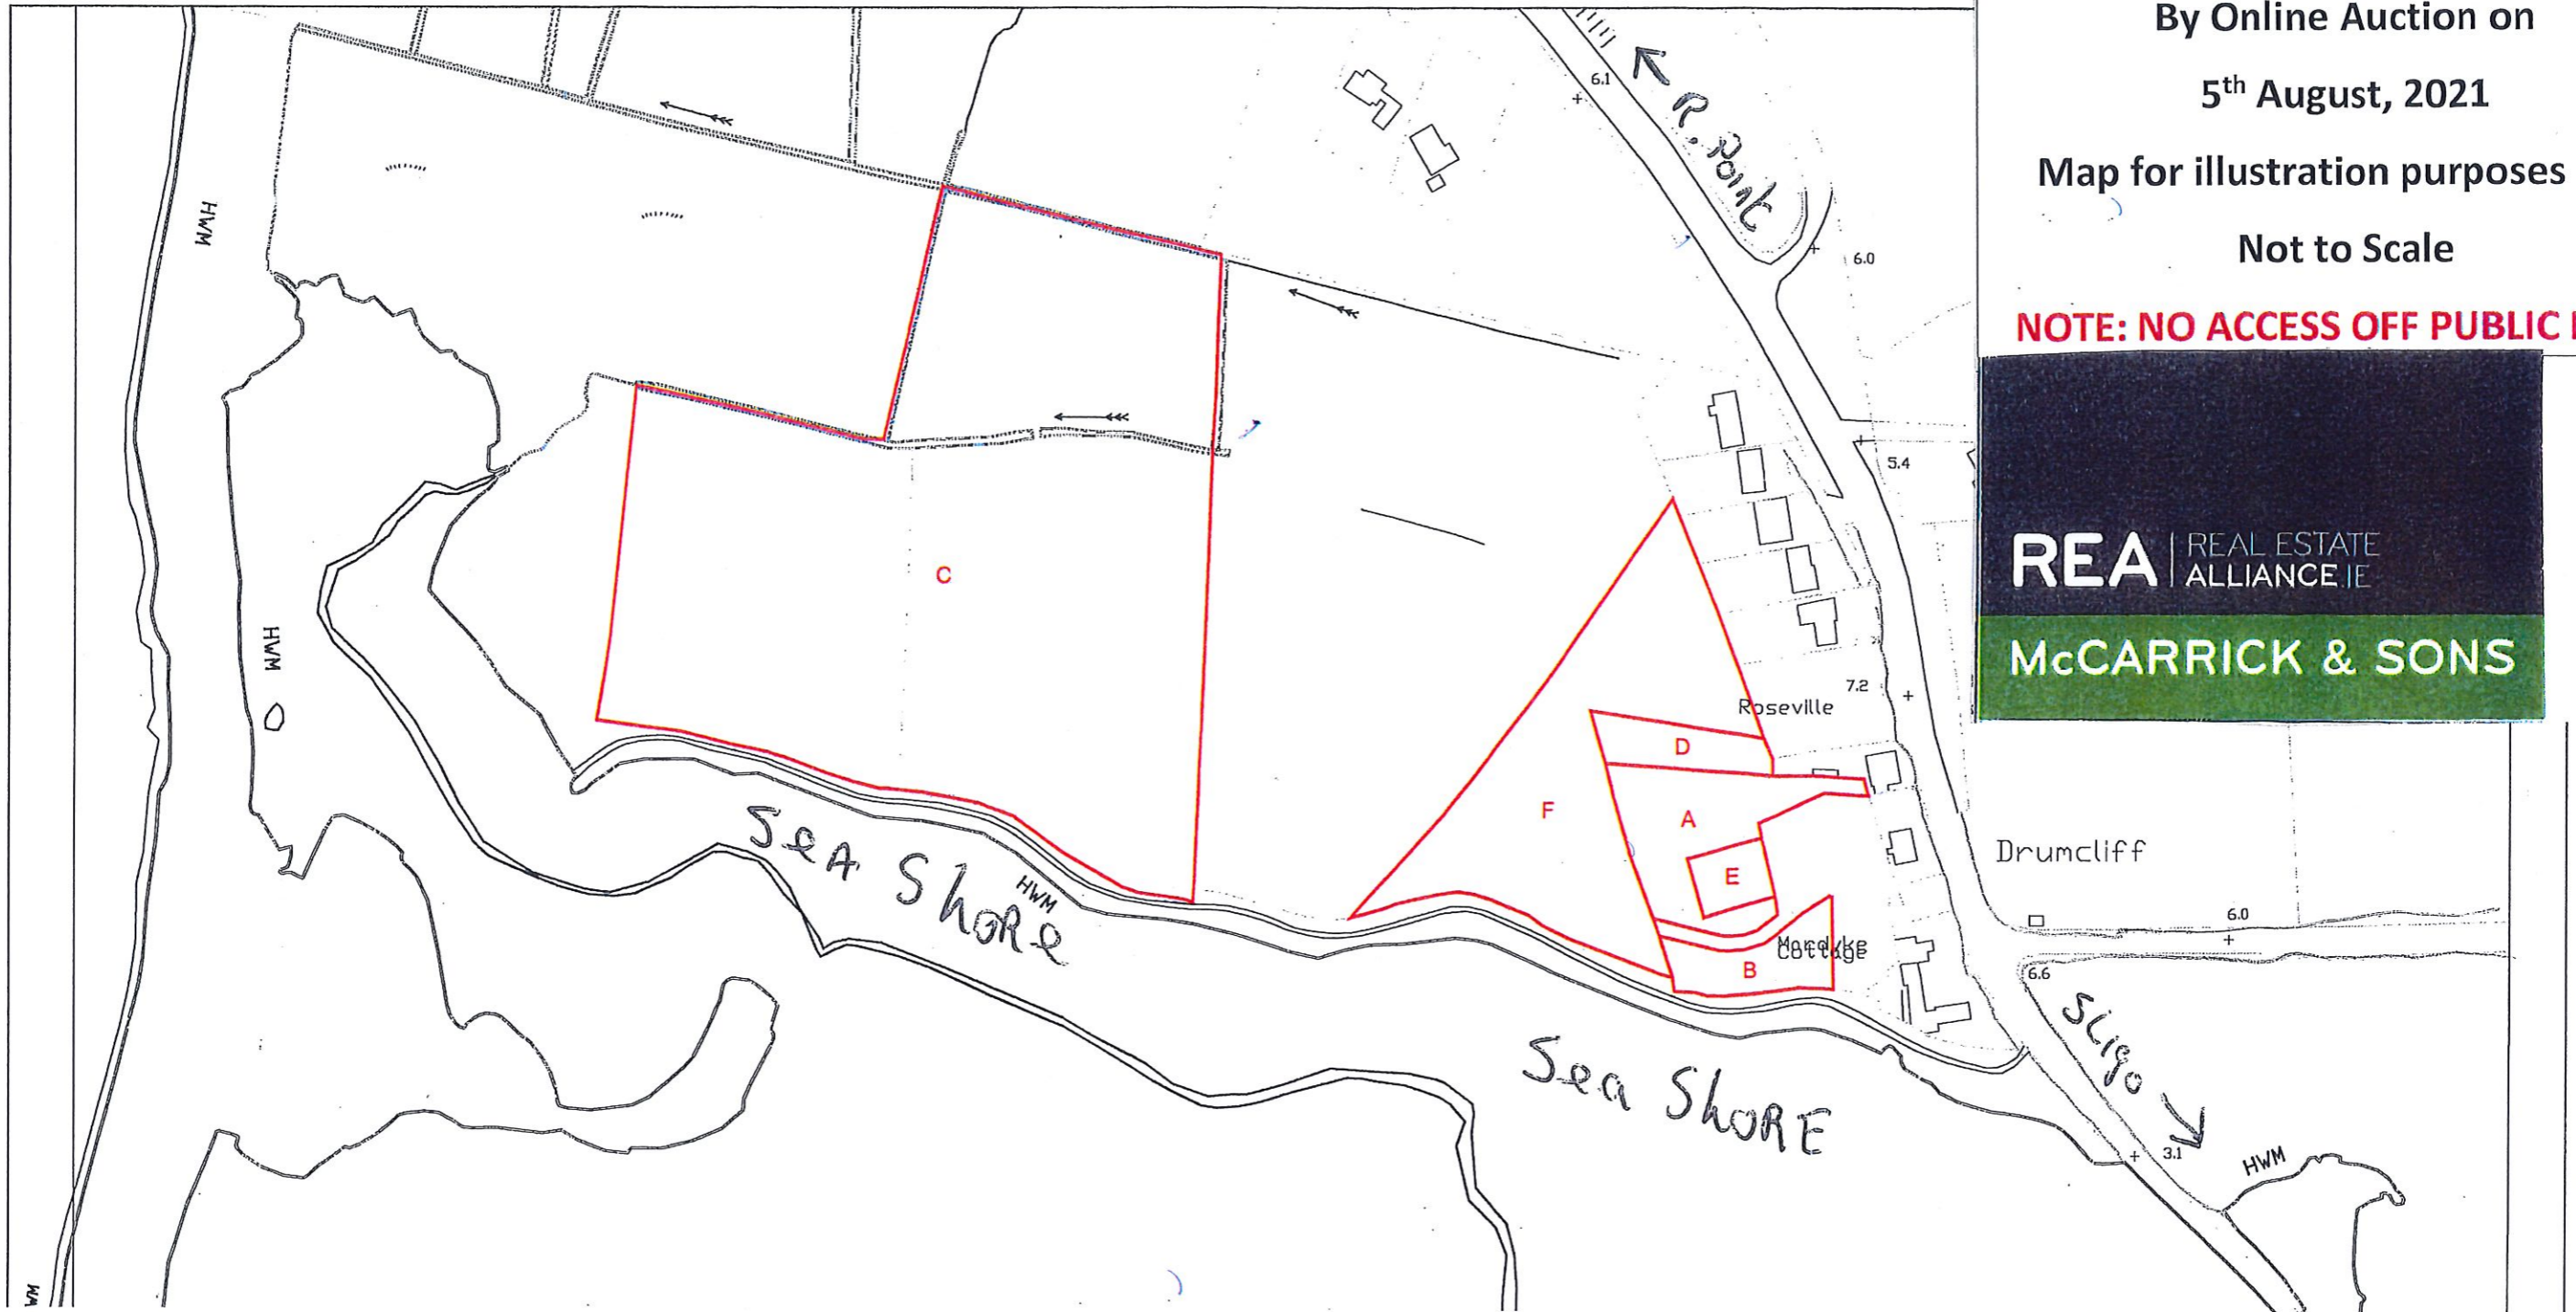 By Online Auction on
5th August, 2021
Map for illustration purposes
Not to Scale
NOTE: NO ACCESS OFF PUBLIC
REA
REAL ESTATE
ALLIANCE.IE
McCARRICK & SONS
6.1
R. Point
6.0
HWM
5.4
C
HWM
7.2
Roseville
D
F
A
E
SeA ShORe
HWM
Drumcliff
6.0
Mardyke
Cottage
B
6.6
Sligo
Sea ShORE
3.1
HWM
WM